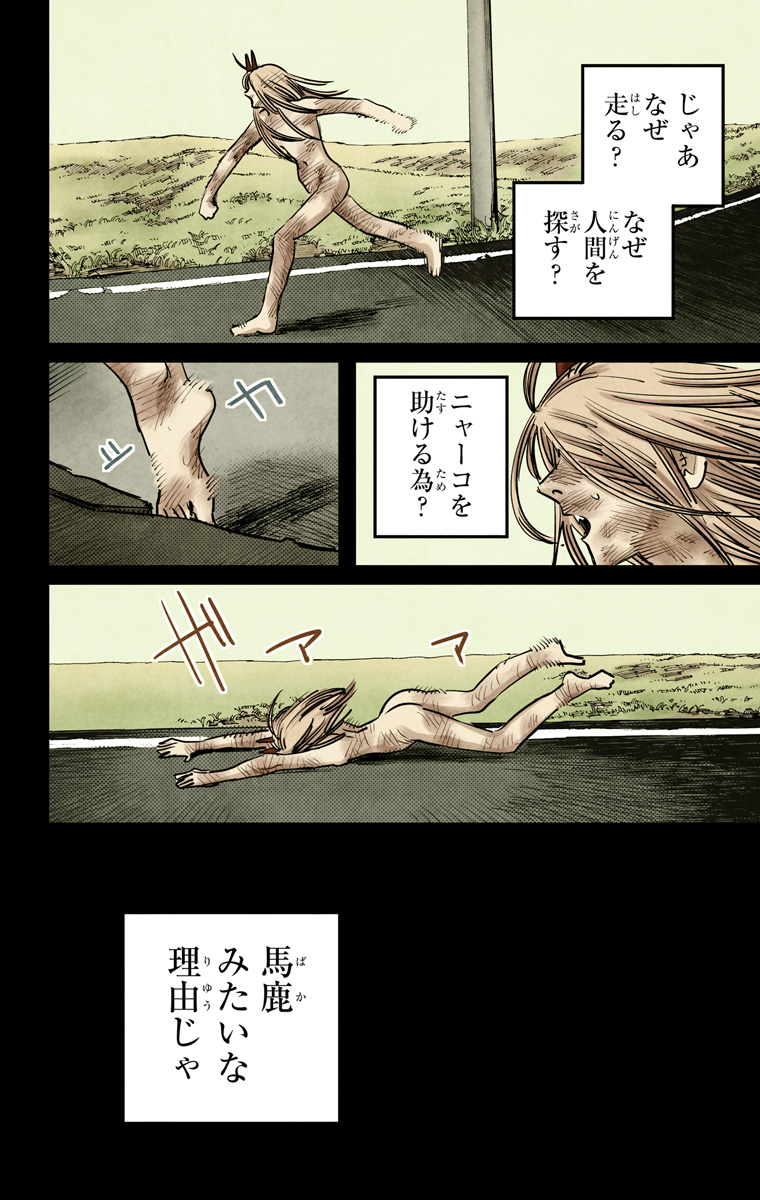 じゃあ
なぜ
走る?
なぜ
人間を
探す?
ニャーコを
助ける為?
カッ
ザアア
馬鹿
みたいな
理由じゃ